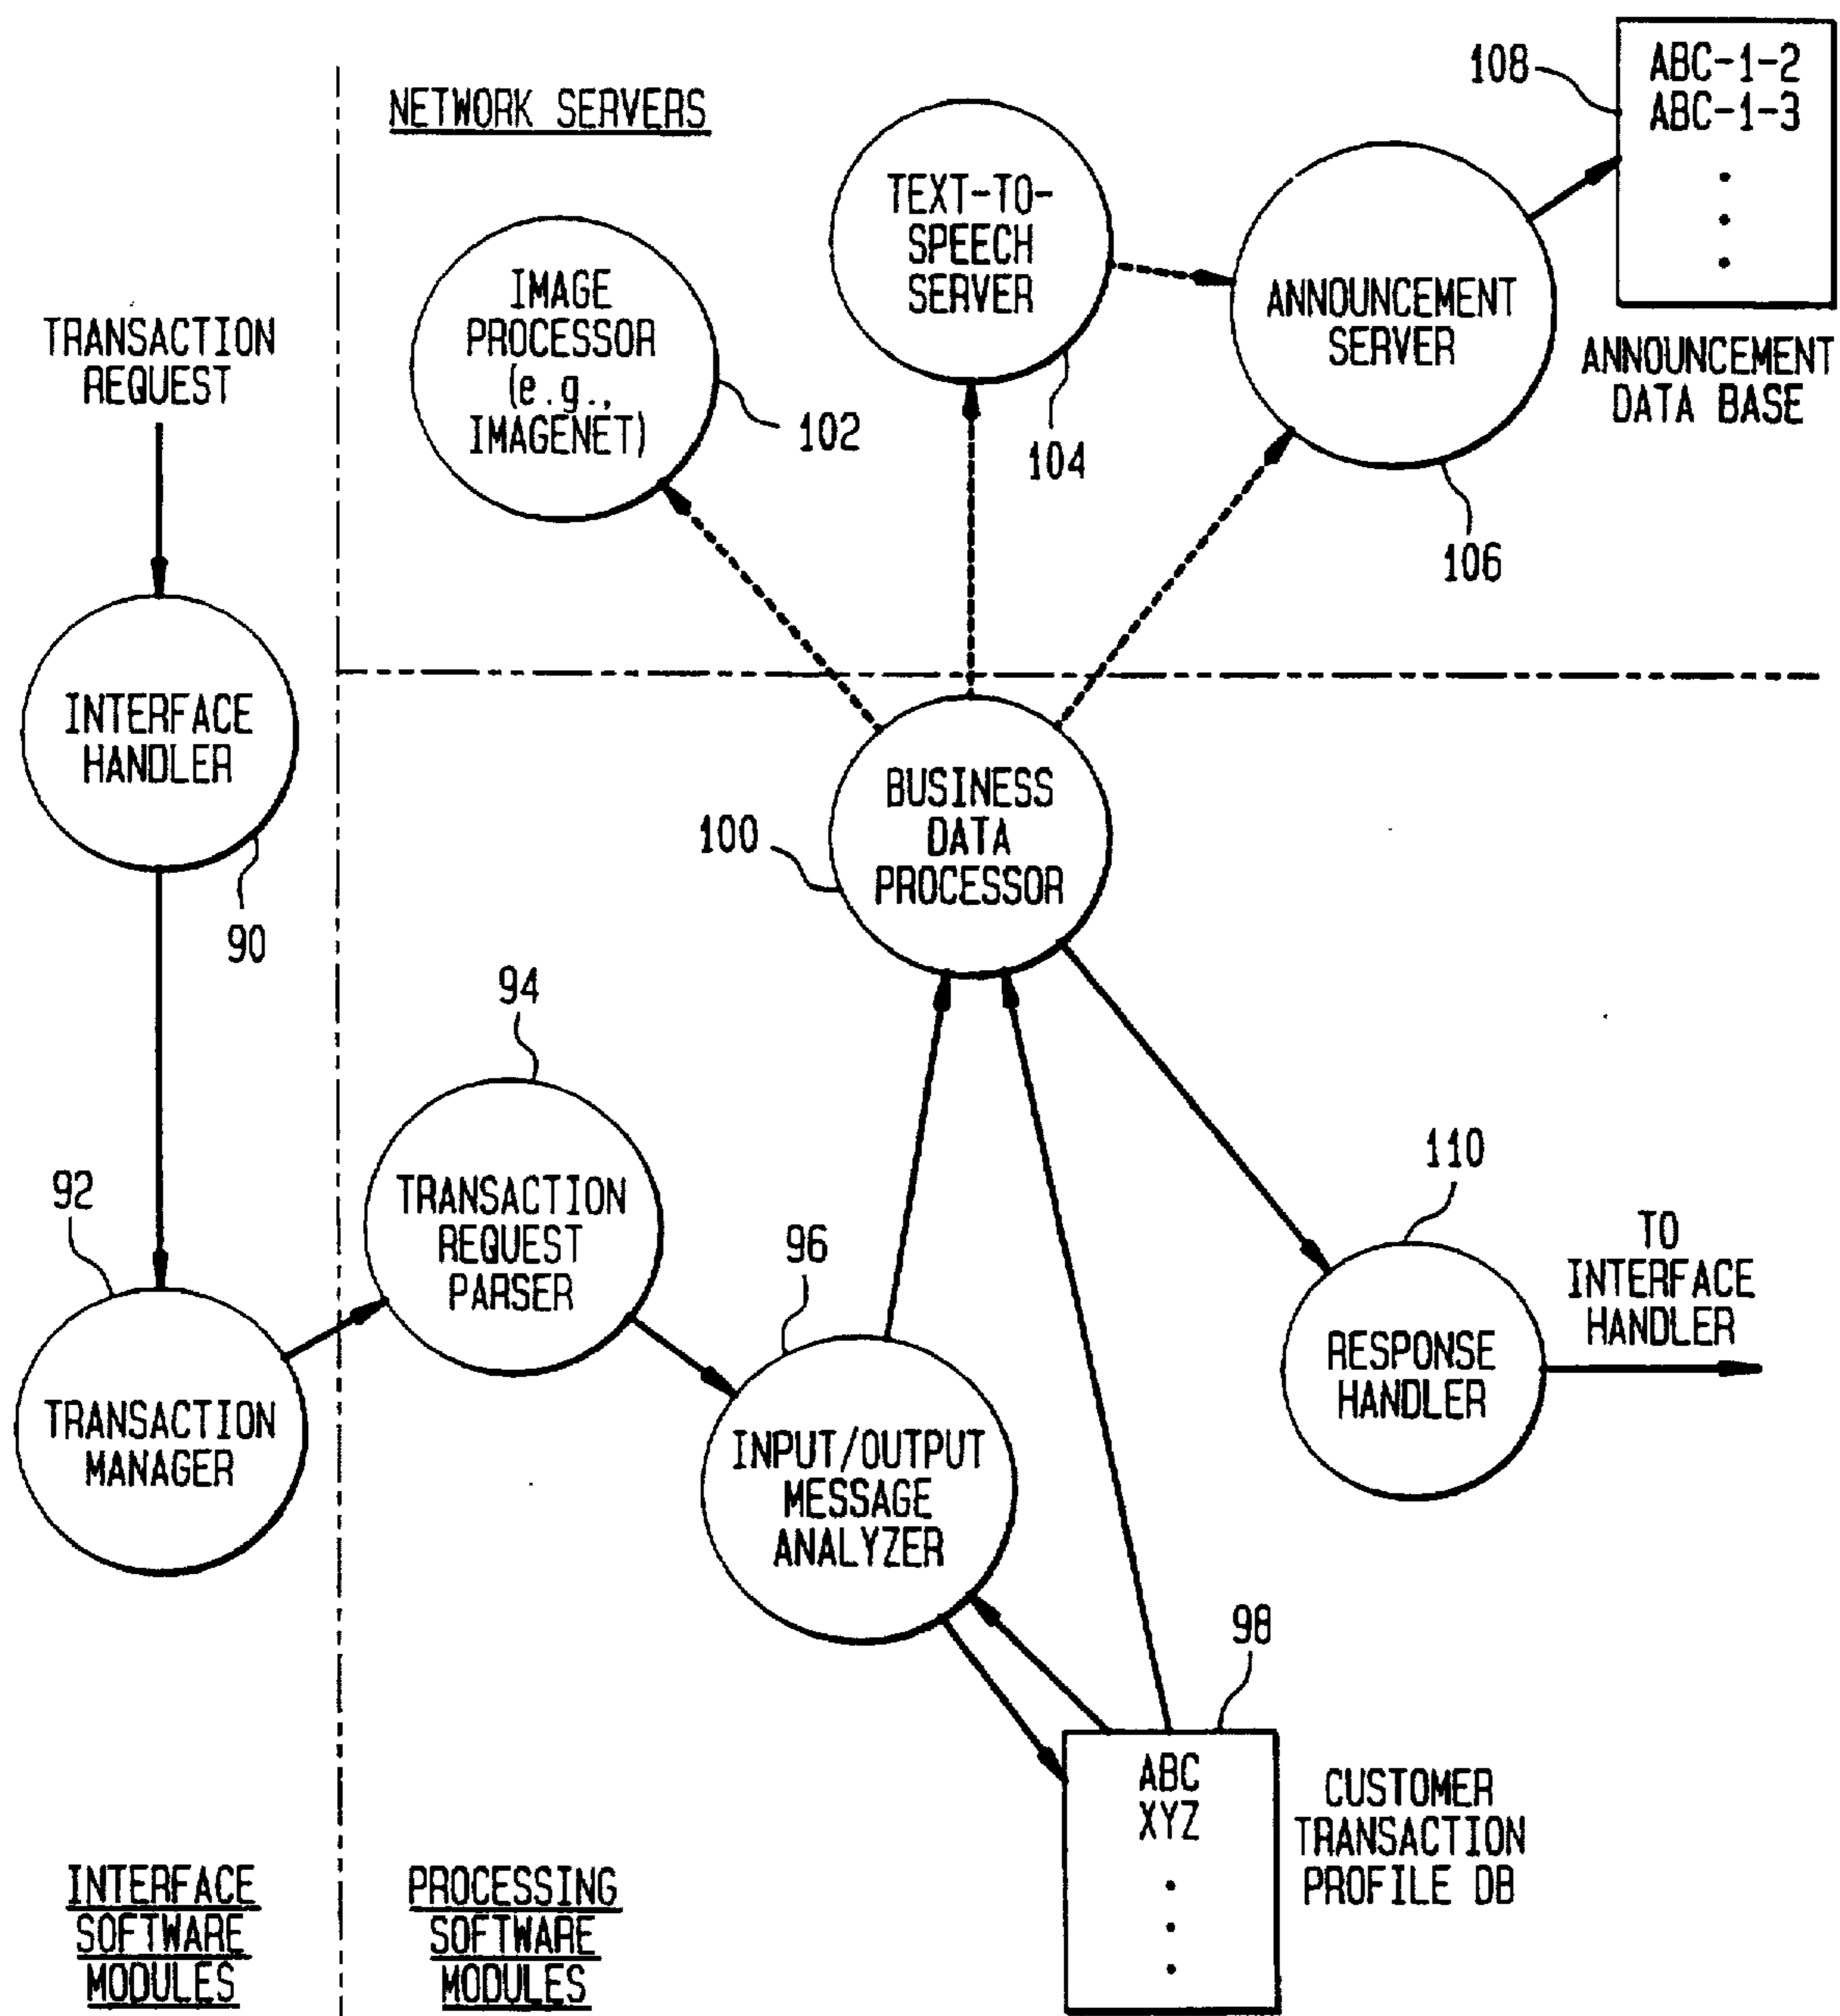 NETWORK SERVERS
108
ABC-1-2
ABC-1-3
ANNOUNCEMENT
DATA BASE
TEXT-TO-
SPEECH
SERVER
104
ANNOUNCEMENT
SERVER
106
IMAGE
PROCESSOR
(e.g.,
IMAGENET)
102
TRANSACTION
REQUEST
INTERFACE
HANDLER
90
BUSINESS
DATA
PROCESSOR
100
94
TRANSACTION
REQUEST
PARSER
92
TRANSACTION
MANAGER
96
INPUT/OUTPUT
MESSAGE
ANALYZER
110
RESPONSE
HANDLER
TO
INTERFACE
HANDLER
98
ABC
XYZ
CUSTOMER
TRANSACTION
PROFILE DB
INTERFACE
SOFTWARE
MODULES
PROCESSING
SOFTWARE
MODULES